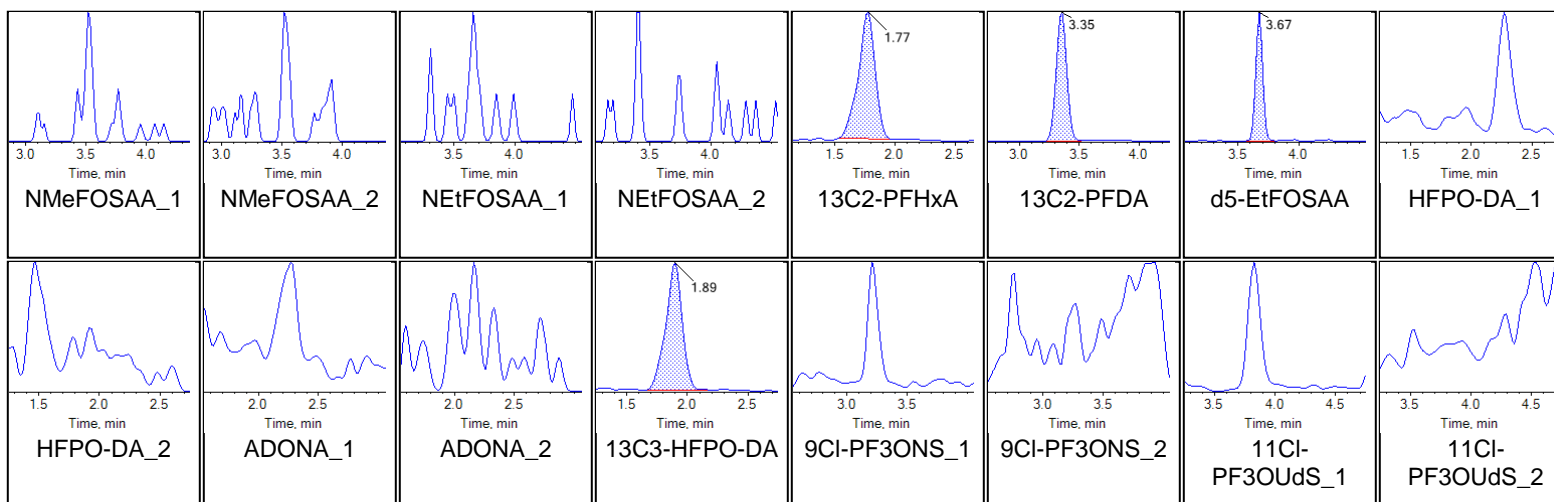 1.77
3.35
3.67
3.0 3.5 4.0
3.0 3.5 4.0
3.5 4.0
3.5 4.0
1.5 2.0 2.5
3.0 3.5 4.0
3.5 4.0
1.5 2.0 2.5
Time, min
Time, min
Time, min
Time, min
Time, min
Time, min
Time, min
Time, min
NMeFOSAA_1
NMeFOSAA_2
NEtFOSAA_1
NEtFOSAA_2
13C2-PFHxA
13C2-PFDA
d5-EtFOSAA
HFPO-DA_1
1.89
1.5 2.0 2.5
2.0 2.5
2.0 2.5
1.5 2.0 2.5
3.0 3.5
3.0 3.5
3.5 4.0 4.5
3.5 4.0 4.5
Time, min
Time, min
Time, min
Time, min
Time, min
Time, min
Time, min
Time, min
HFPO-DA_2
ADONA_1
ADONA_2
13C3-HFPO-DA
9Cl-PF3ONS_1
9Cl-PF3ONS_2
11Cl-
PF3OUdS_1
11Cl-
PF3OUdS_2